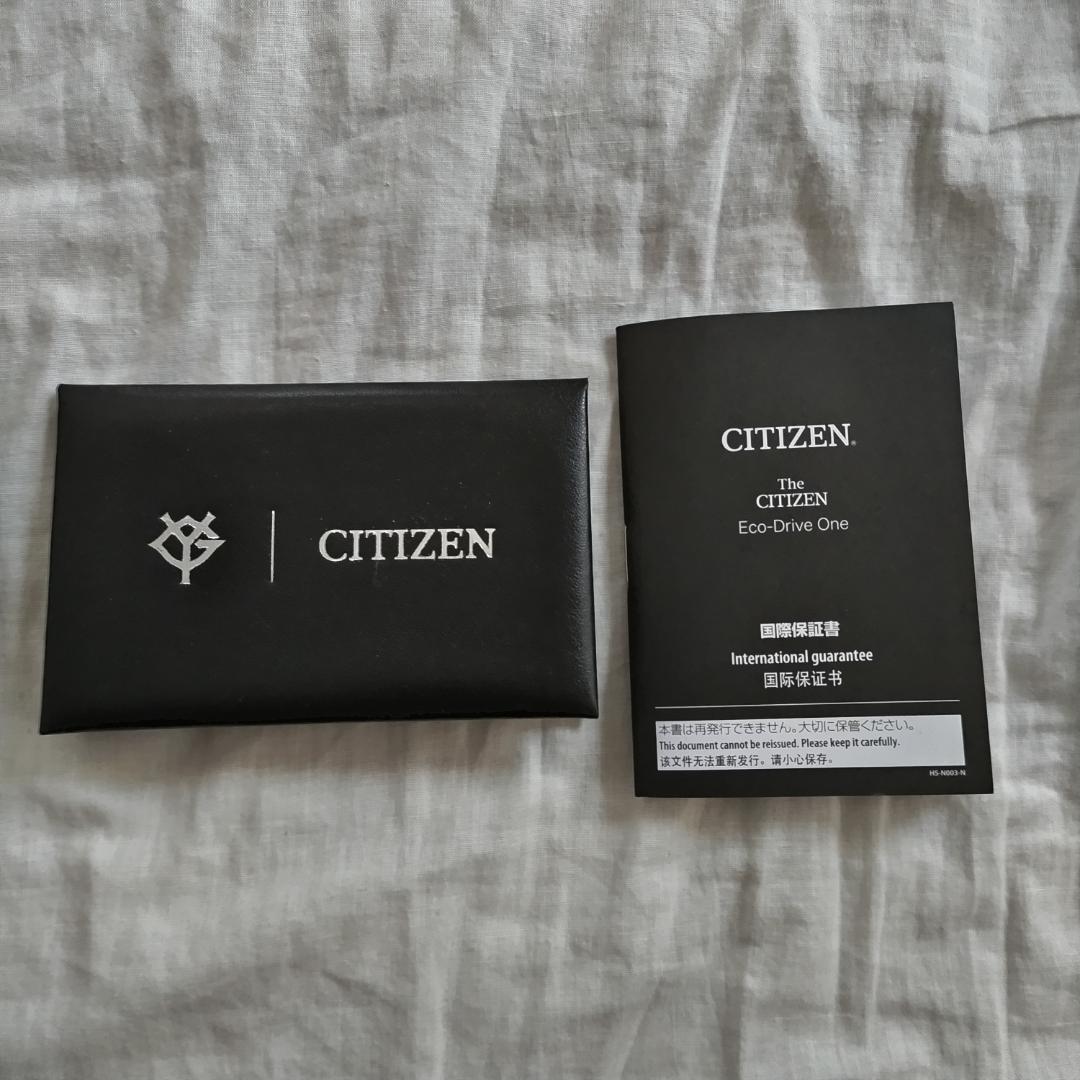 YG
CITIZEN
CITIZEN®
The
CITIZEN
Eco-Drive One
国際保証書
International guarantee
国际保证书
本書は再発行できません。大切に保管ください。
This document cannot be reissued. Please keep it carefully.
该文件无法重新发行。请小心保存。
HS-N003-N